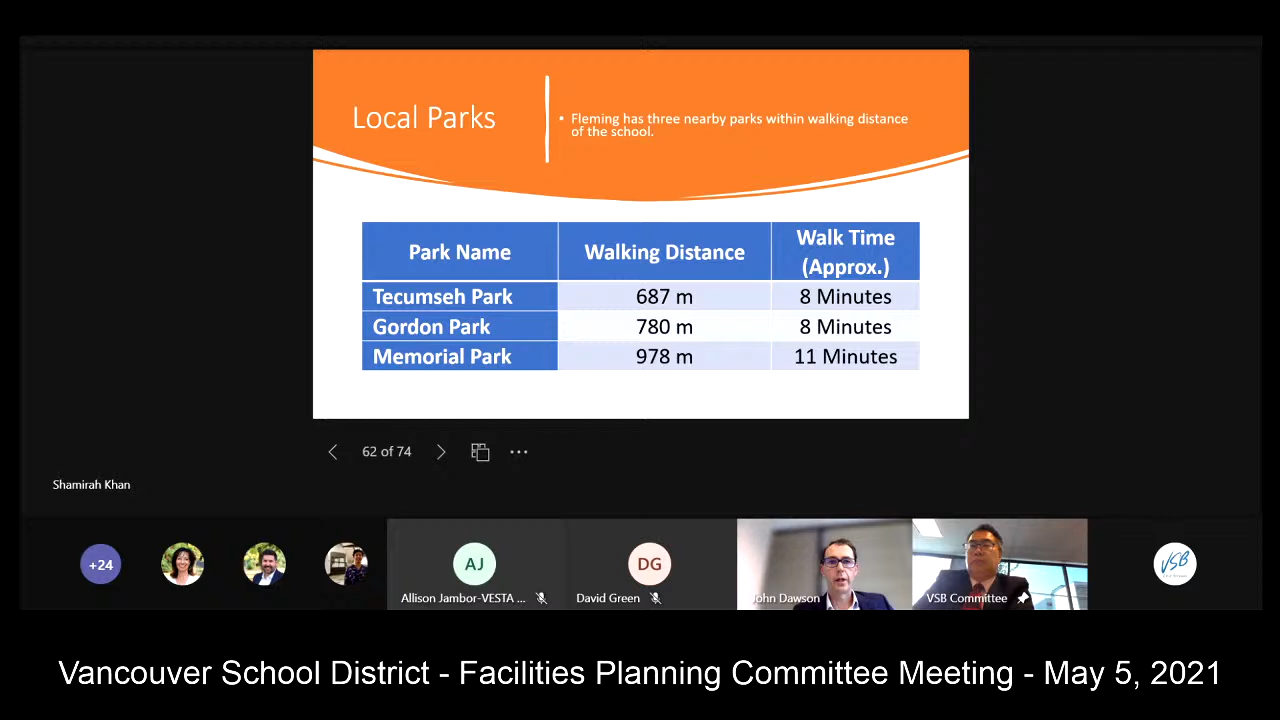 Local Parks
• Fleming has three nearby parks within walking distance
of the school.
Park Name
Walking Distance
Walk Time
(Approx.)
Tecumseh Park
687 m
8 Minutes
Gordon Park
780 m
8 Minutes
Memorial Park
978 m
11 Minutes
62 of 74
Shamirah Khan
+24
AJ
DG
VSB
Allison Jambor-VESTA ...
David Green
John Dawson
VSB Committee
Vancouver School District - Facilities Planning Committee Meeting - May 5, 2021